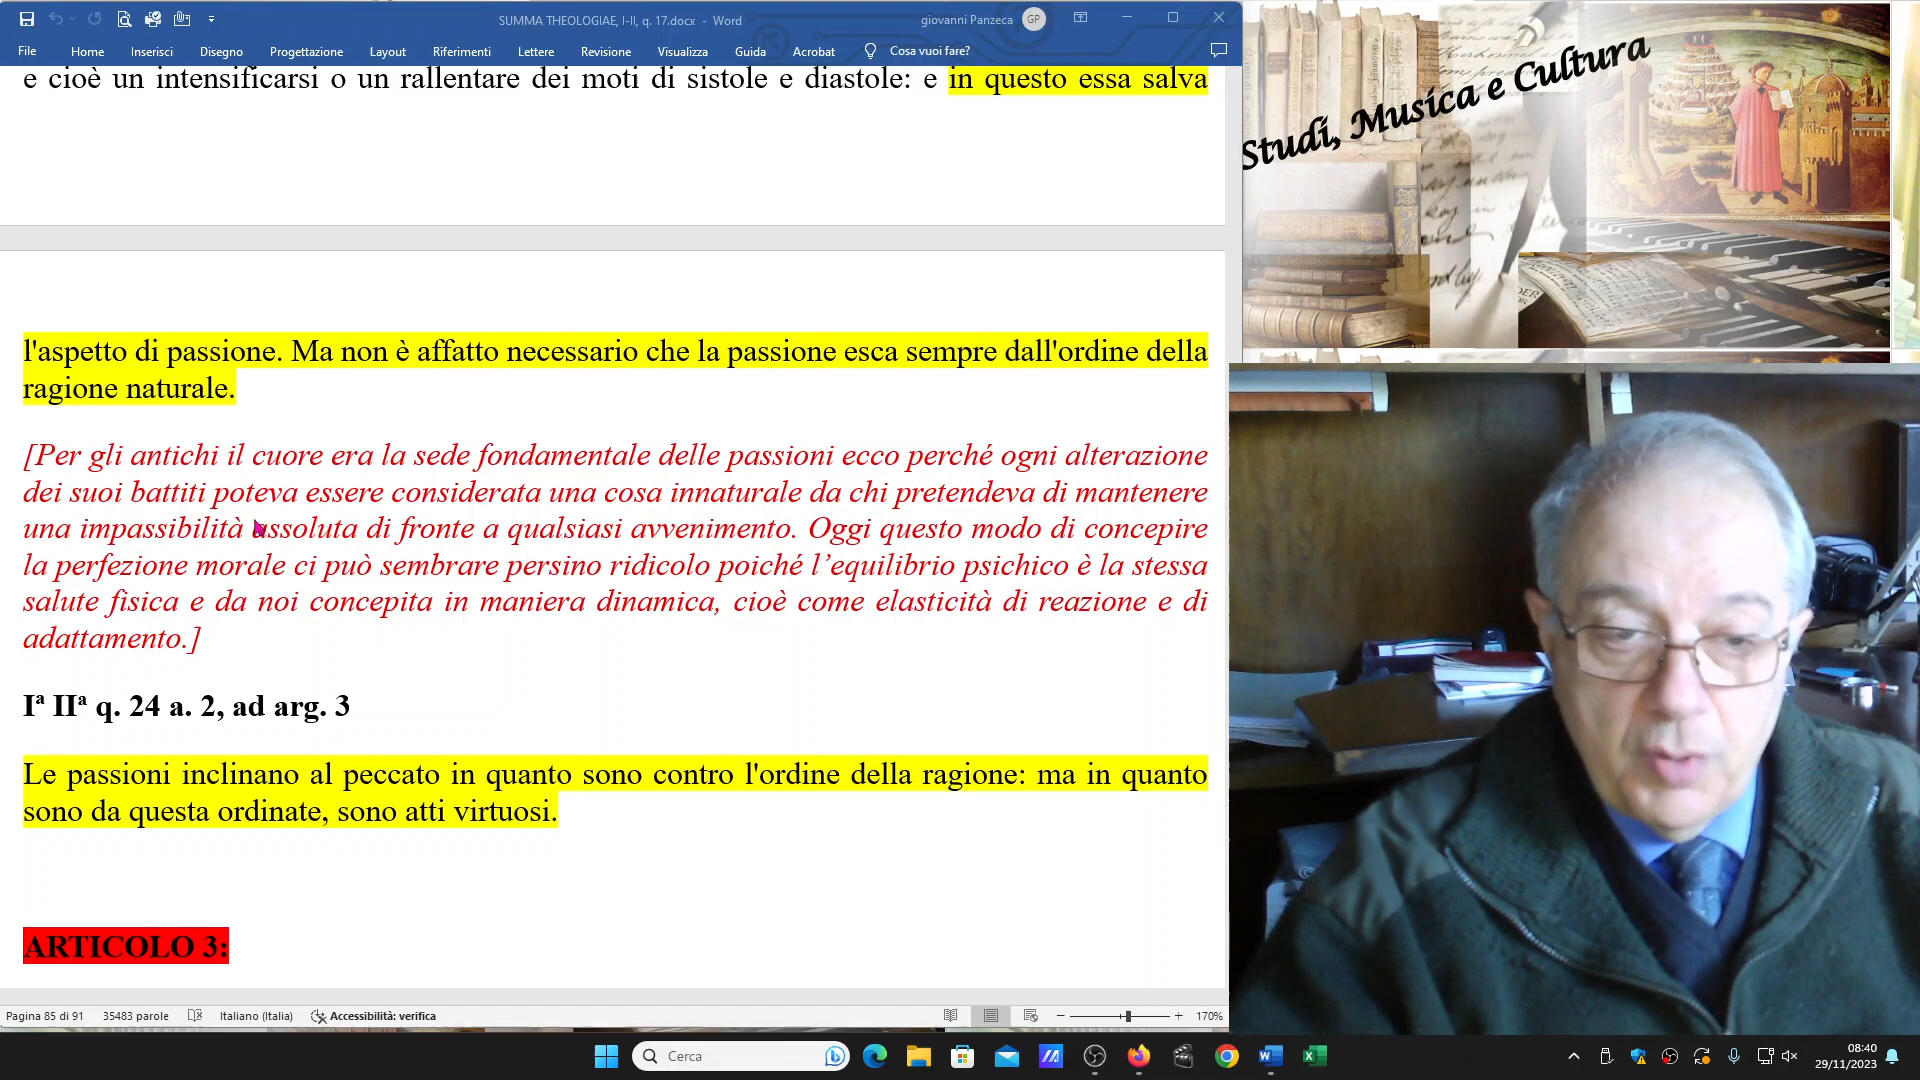 SUMMA THEOLOGIAE, I-II, q. 17.docx - Word
giovanni Panzeca
GP
File Home Inserisci Disegno Progettazione Layout Riferimenti Lettere Revisione Visualizza Guida Acrobat Cosa vuoi fare?
e cioè un intensificarsi o un rallentare dei moti di sistole e diastole: e in questo essa salva
l'aspetto di passione. Ma non è affatto necessario che la passione esca sempre dall'ordine della
ragione naturale.
[Per gli antichi il cuore era la sede fondamentale delle passioni ecco perché ogni alterazione
dei suoi battiti poteva essere considerata una cosa innaturale da chi pretendeva di mantenere
una impassibilità assoluta di fronte a qualsiasi avvenimento. Oggi questo modo di concepire
la perfezione morale ci può sembrare persino ridicolo poiché l’equilibrio psichico è la stessa
salute fisica e da noi concepita in maniera dinamica, cioè come elasticità di reazione e di
adattamento.]
Iª IIª q. 24 a. 2, ad arg. 3
Le passioni inclinano al peccato in quanto sono contro l'ordine della ragione: ma in quanto
sono da questa ordinate, sono atti virtuosi.
ARTICOLO 3:
Pagina 85 di 91 35483 parole Italiano (Italia) Accessibilità: verifica 170%
Studi, Musica e Cultura
Cerca
08:40
29/11/2023